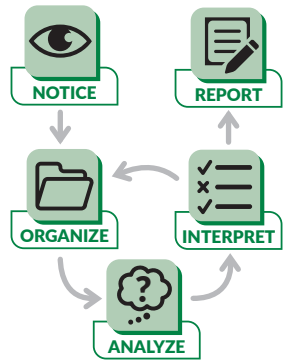 NOTICE
REPORT
ORGANIZE
INTERPRET
?
ANALYZE